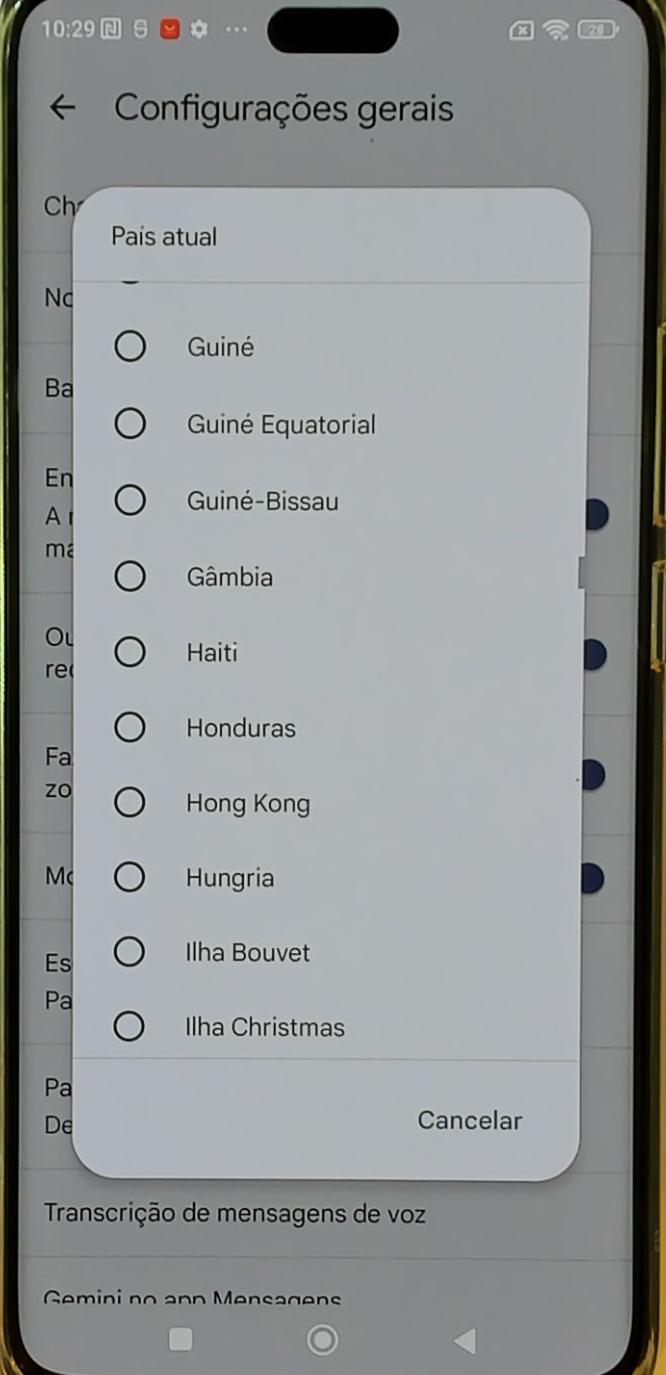 10:29
28
Configurações gerais
País atual
Guiné
Guiné Equatorial
Guiné-Bissau
Gâmbia
Haiti
Honduras
Hong Kong
Hungria
Ilha Bouvet
Ilha Christmas
Cancelar
Transcrição de mensagens de voz
Gemini no app Mensagens